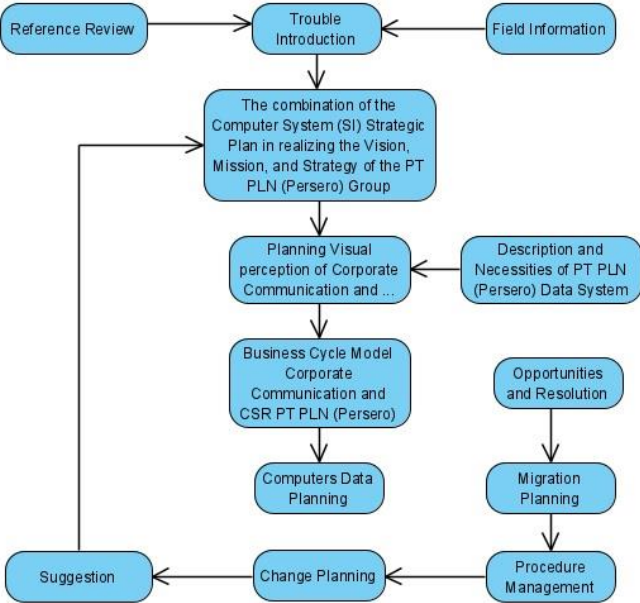 Reference Review
Trouble
Introduction
Field Information
The combination of the
Computer System (SI) Strategic
Plan in realizing the Vision,
Mission, and Strategy of the PT
PLN (Persero) Group
Planning Visual
perception of Corporate
Communication and ...
Description and
Necessities of PT PLN
(Persero) Data System
Business Cycle Model
Corporate
Communication and
CSR PT PLN (Persero)
Opportunities
and Resolution
Computers Data
Planning
Migration
Planning
Suggestion
Change Planning
Procedure
Management